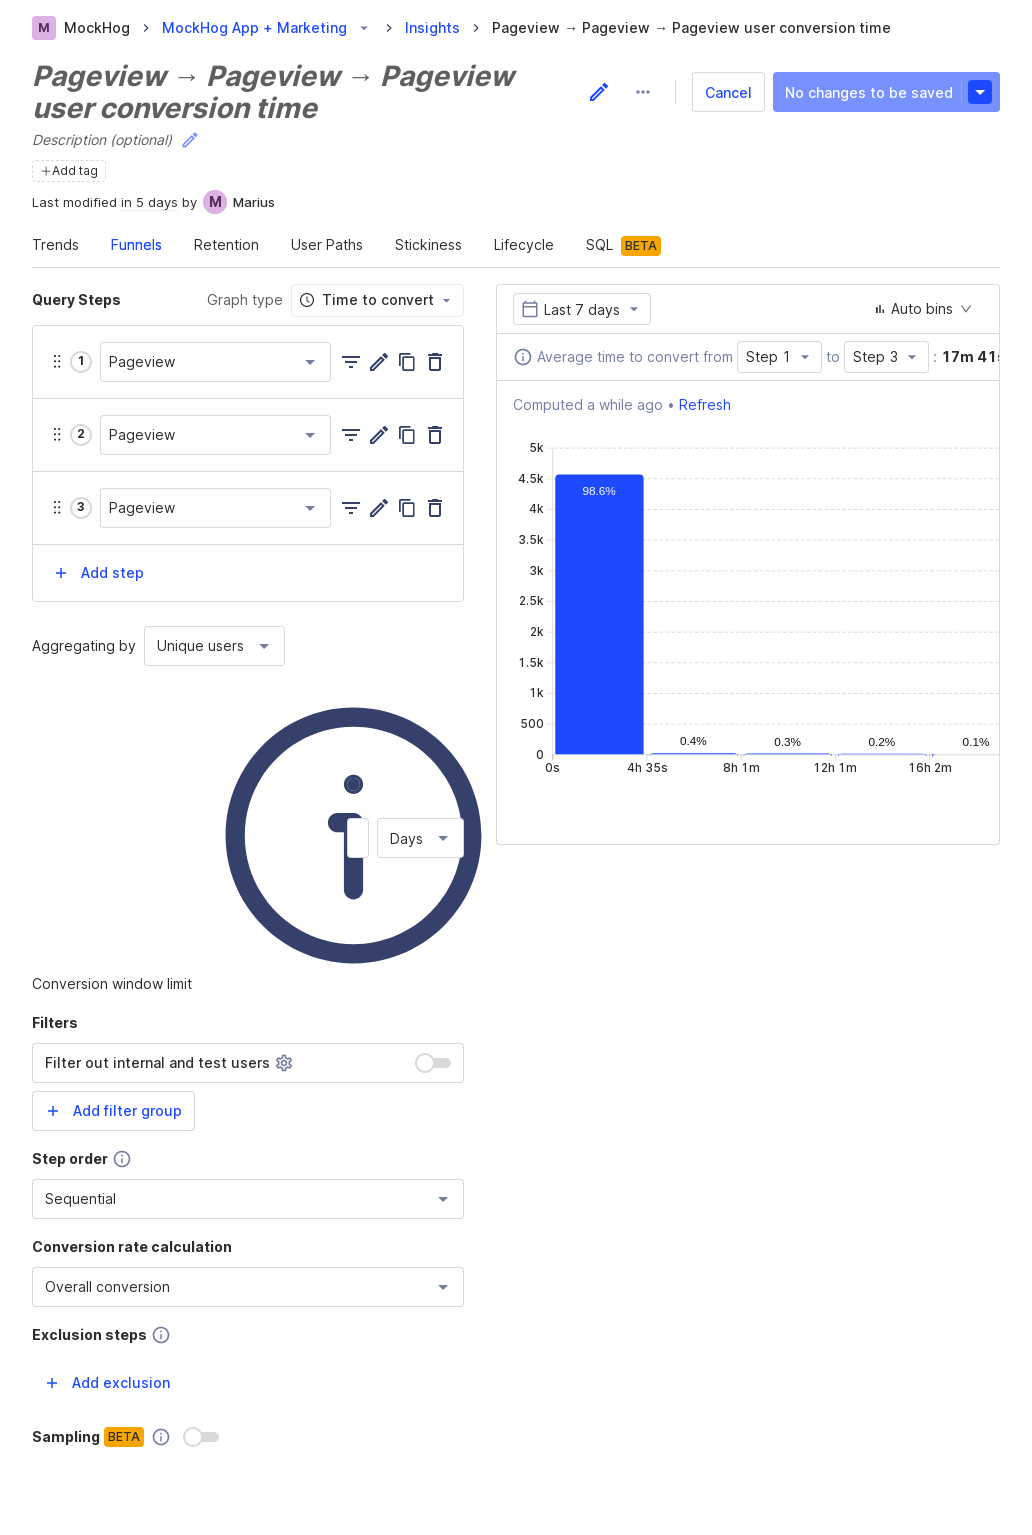 M MockHog > MockHog App + Marketing > Insights > Pageview → Pageview → Pageview user conversion time
Pageview → Pageview → Pageview
user conversion time
Cancel
No changes to be saved
Description (optional)
+Add tag
Last modified in 5 days by M Marius
Trends Funnels Retention User Paths Stickiness Lifecycle SQL BETA
Query Steps Graph type Time to convert
1 Pageview
2 Pageview
3 Pageview
+ Add step
Aggregating by Unique users
Days
Conversion window limit
Filters
Filter out internal and test users
+ Add filter group
Step order
Sequential
Conversion rate calculation
Overall conversion
Exclusion steps
+ Add exclusion
Sampling BETA
Last 7 days Auto bins
Average time to convert from Step 1 to Step 3 : 17m 41s
Computed a while ago • Refresh
5k
4.5k
4k
3.5k
3k
2.5k
2k
1.5k
1k
500
0
98.6% 0.4% 0.3% 0.2% 0.1%
0s 4h 35s 8h 1m 12h 1m 16h 2m